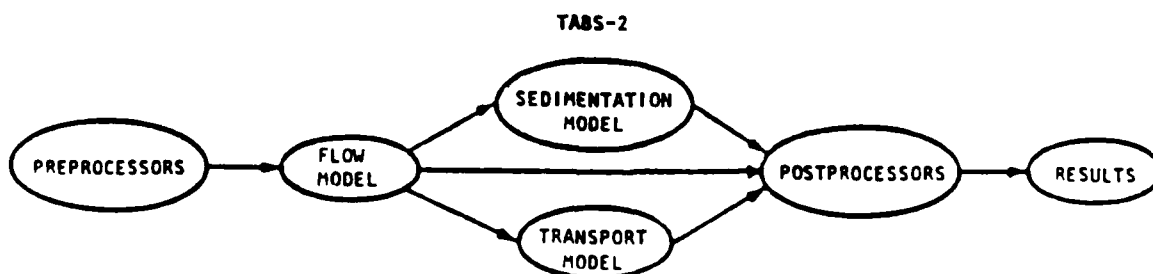 TABS-2
SEDIMENTATION
MODEL
PREPROCESSORS
FLOW
MODEL
POSTPROCESSORS
RESULTS
TRANSPORT
MODEL